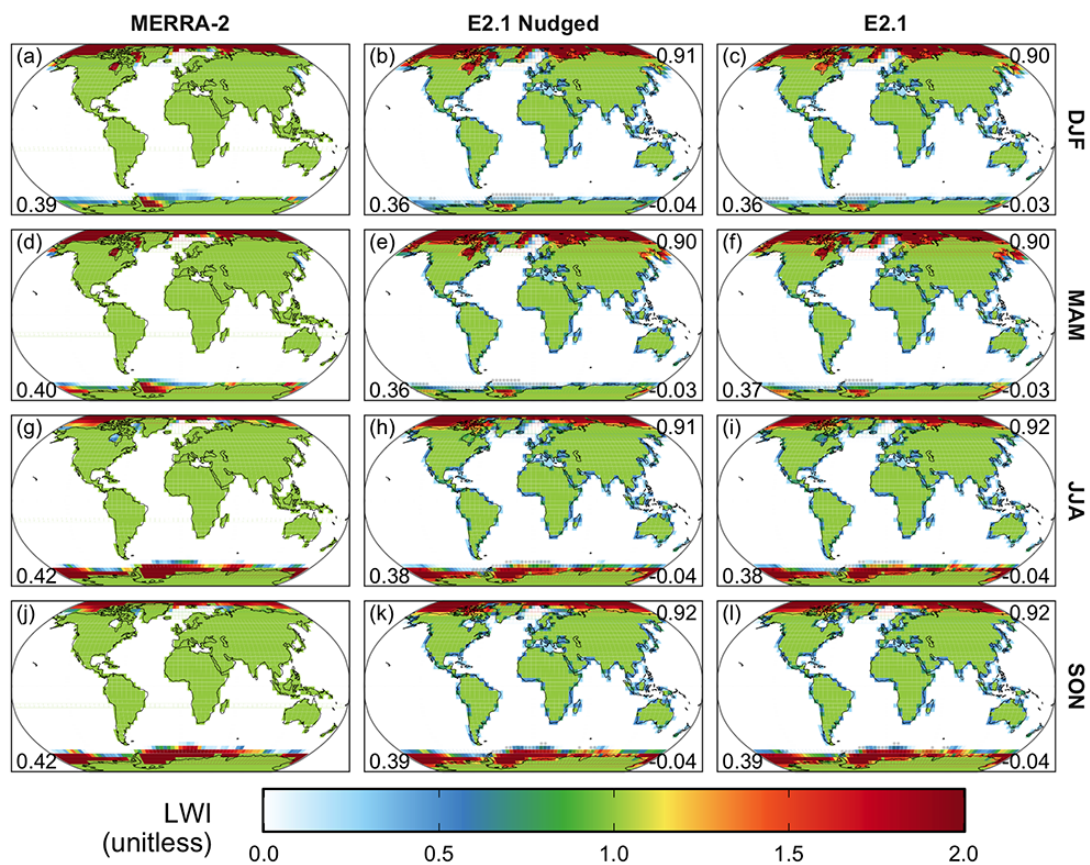 MERRA-2 E2.1 Nudged E2.1
(a) (b) 0.91 (c) 0.90
DJF
0.39 0.36 -0.04 0.36 -0.03
(d) (e) 0.90 (f) 0.90
MAM
0.40 0.36 -0.03 0.37 -0.03
(g) (h) 0.91 (i) 0.92
JJA
0.42 0.38 -0.04 0.38 -0.04
(j) (k) 0.92 (l) 0.92
SON
0.42 0.39 -0.04 0.39 -0.04
LWI
(unitless)
0.0 0.5 1.0 1.5 2.0